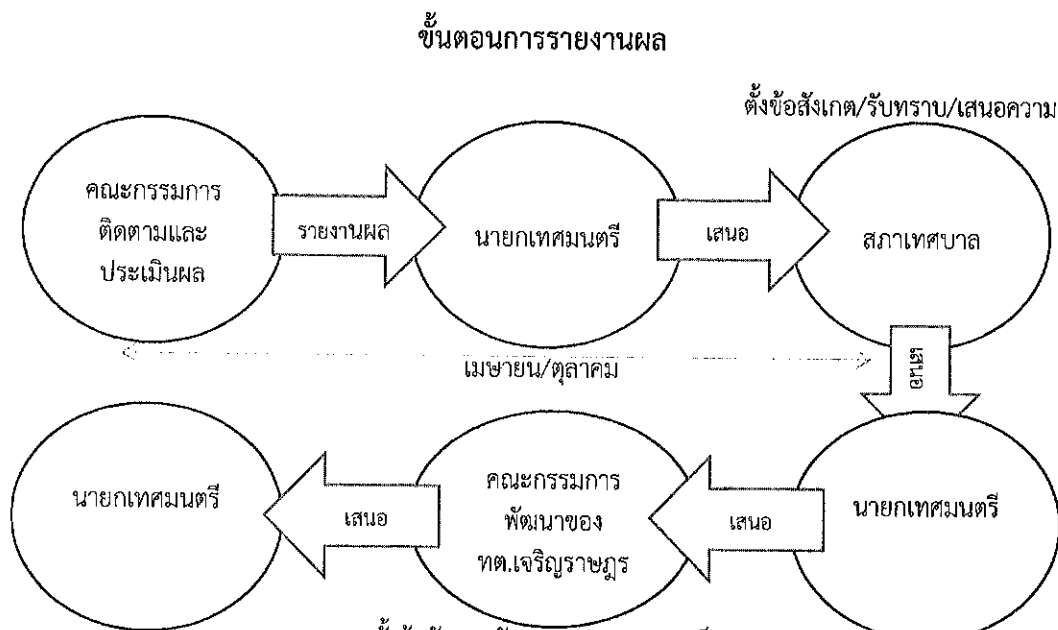 ขั้นตอนการรายงานผล
ตั้งข้อสังเกต/รับทราบ/เสนอความ
คณะกรรมการ
ติดตามและ
ประเมินผล
รายงานผล
นายกเทศมนตรี
เสนอ
สภาเทศบาล
เมษายน/ตุลาคม
เสนอ
นายกเทศมนตรี
เสนอ
คณะกรรมการ
พัฒนาของ
ทต.เจริญราษฎร
เสนอ
นายกเทศมนตรี